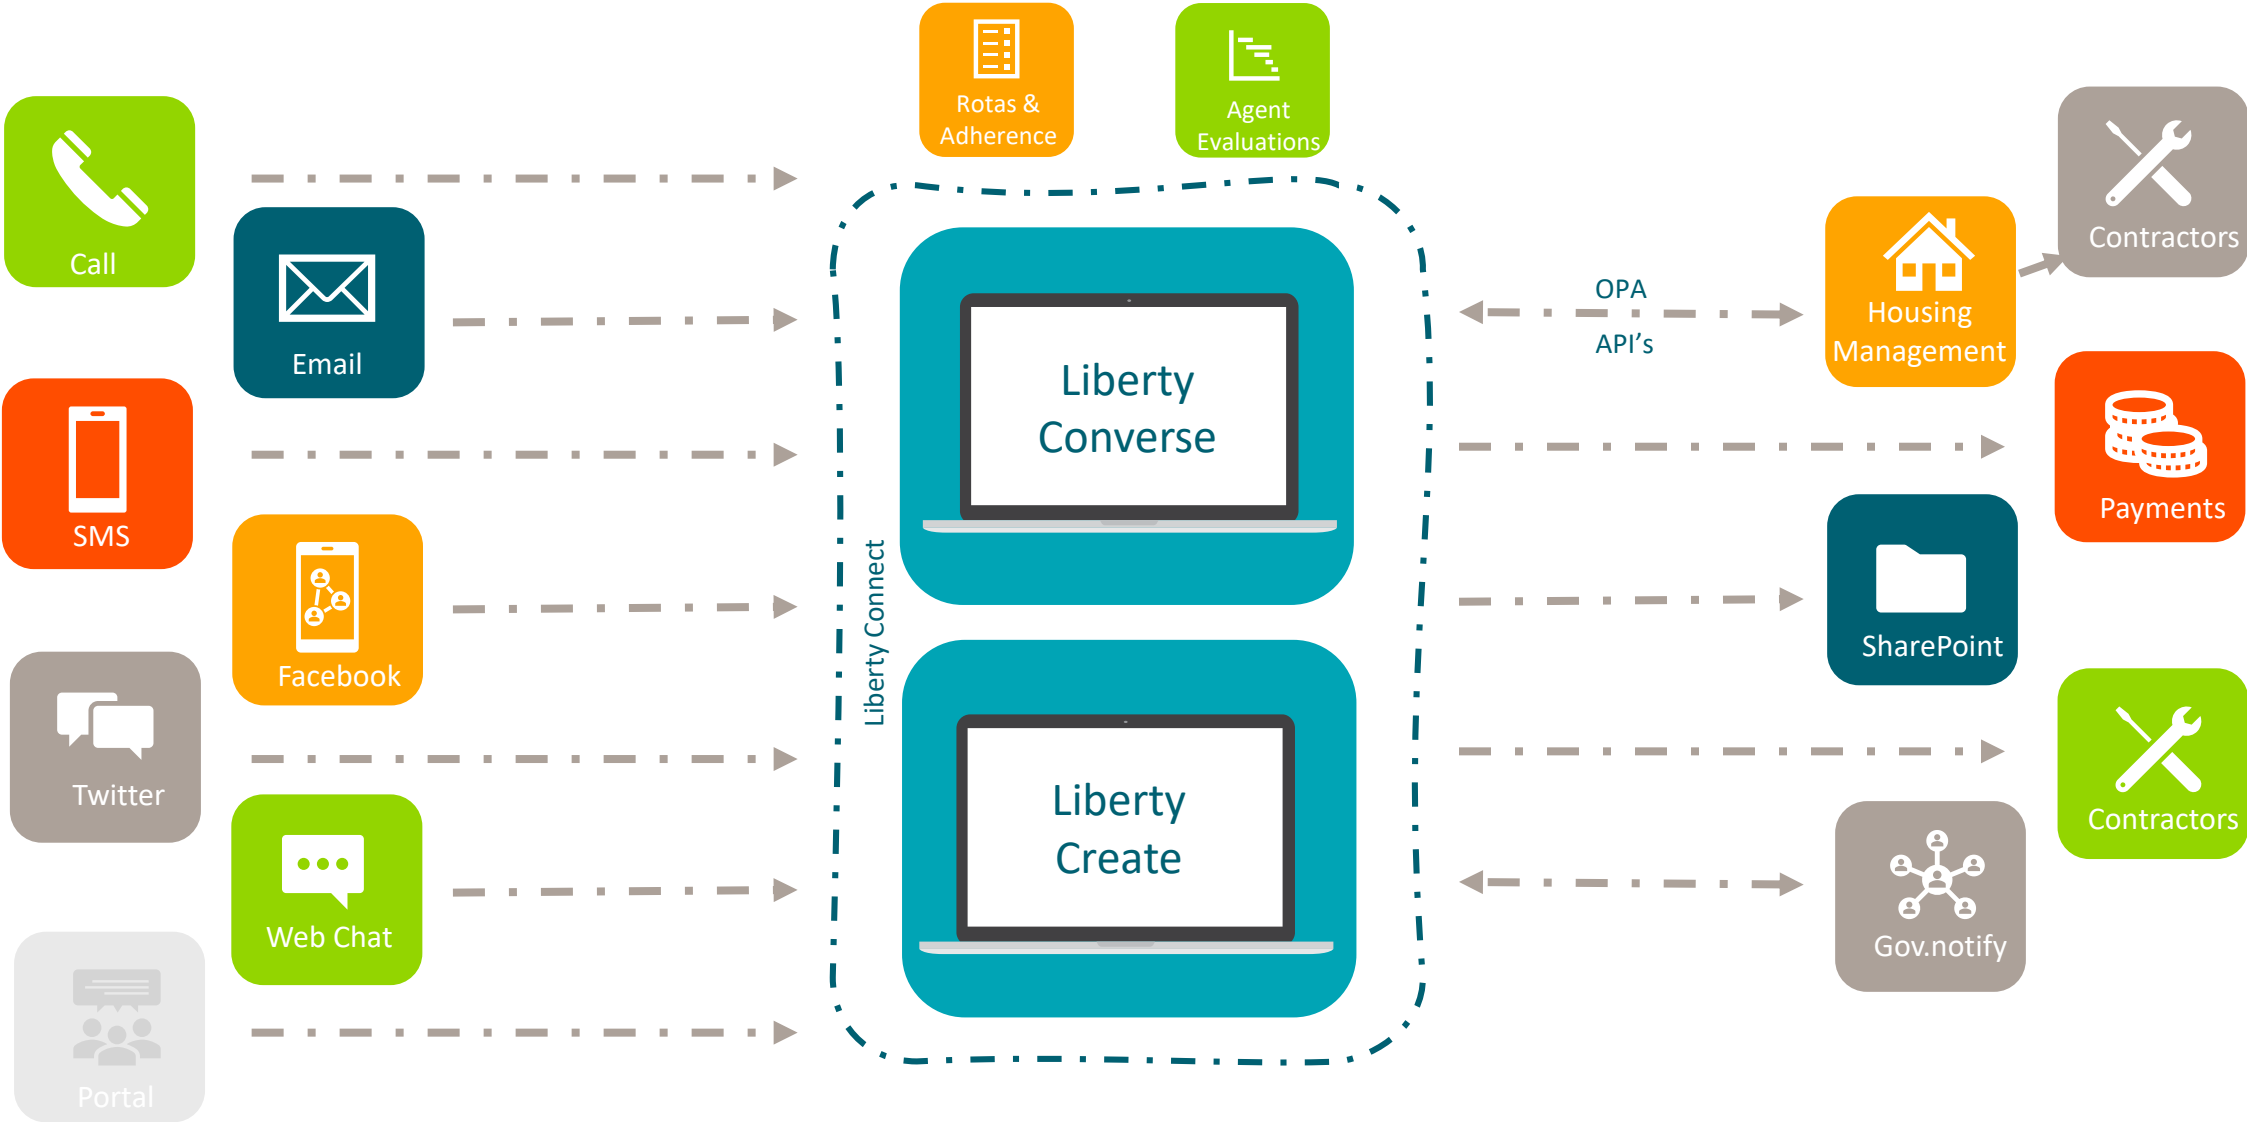 Rotas &
Adherence
Agent
Evaluations
Call
Email
SMS
Facebook
Twitter
Web Chat
Portal
Liberty Connect
Liberty
Converse
Liberty
Create
OPA
API’s
Housing
Management
Contractors
Payments
SharePoint
Contractors
Gov.notify